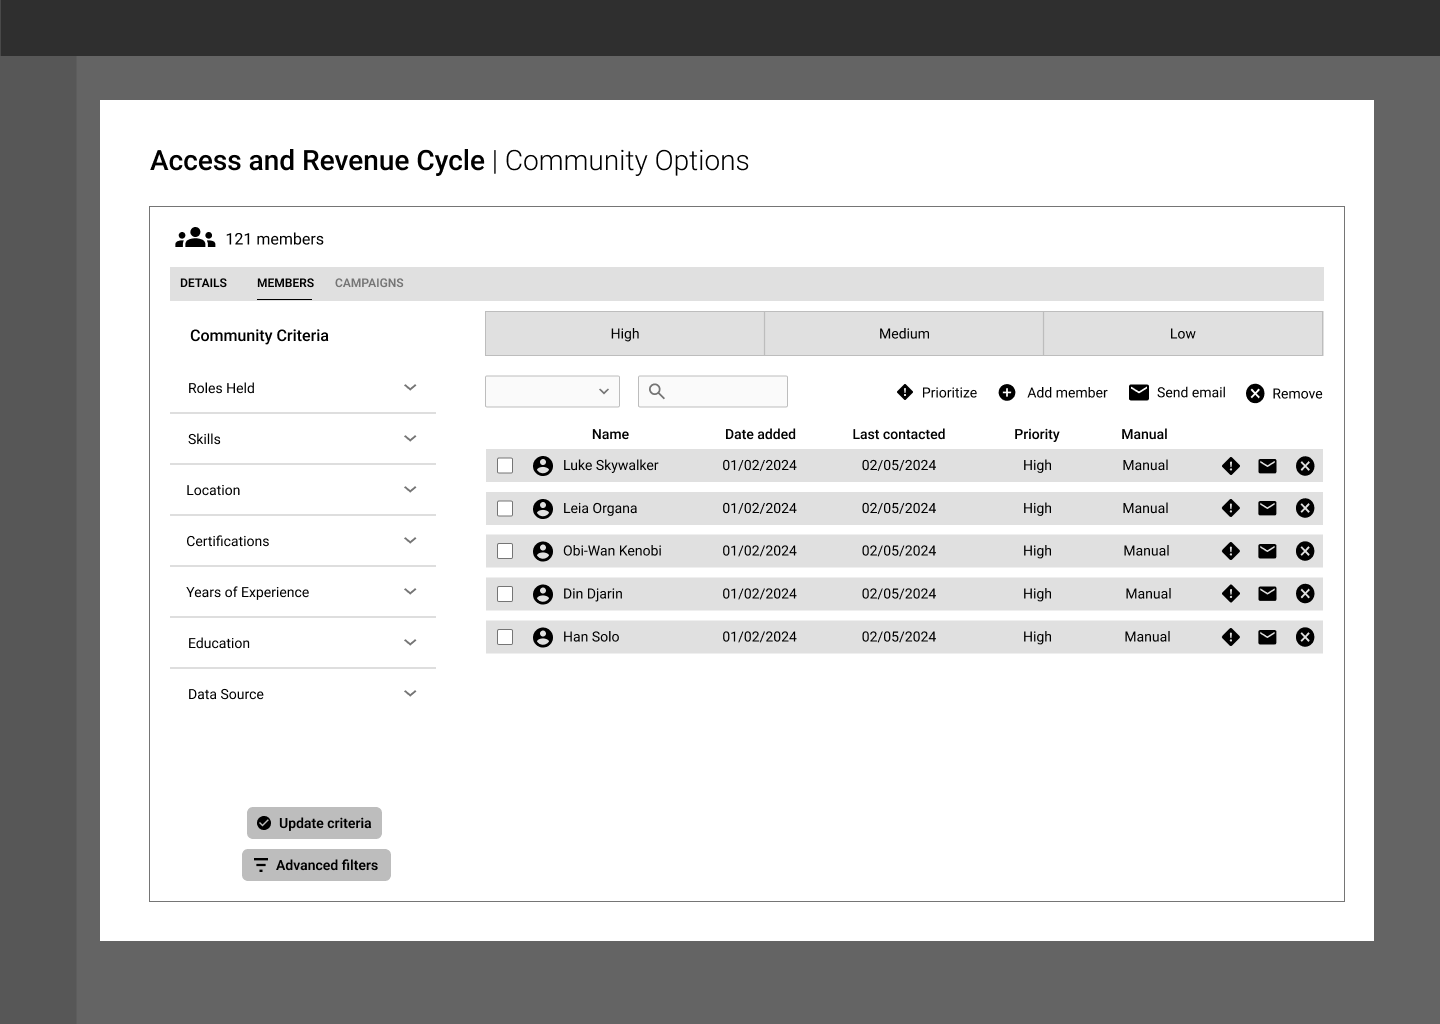 Access and Revenue Cycle | Community Options
121 members
DETAILS MEMBERS CAMPAIGNS
Community Criteria
Roles Held
Skills
Location
Certifications
Years of Experience
Education
Data Source
Update criteria
Advanced filters
High Medium Low
Prioritize Add member Send email Remove
Name Date added Last contacted Priority Manual
Luke Skywalker 01/02/2024 02/05/2024 High Manual
Leia Organa 01/02/2024 02/05/2024 High Manual
Obi-Wan Kenobi 01/02/2024 02/05/2024 High Manual
Din Djarin 01/02/2024 02/05/2024 High Manual
Han Solo 01/02/2024 02/05/2024 High Manual